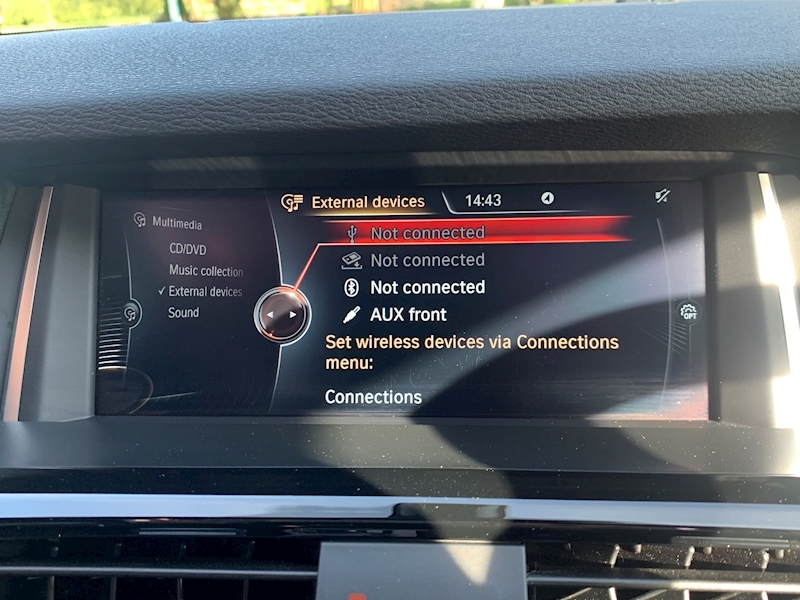 External devices 14:43
Multimedia
CD/DVD
Music collection
External devices
Sound
Not connected
Not connected
Not connected
AUX front
Set wireless devices via Connections
menu:
Connections
OPT